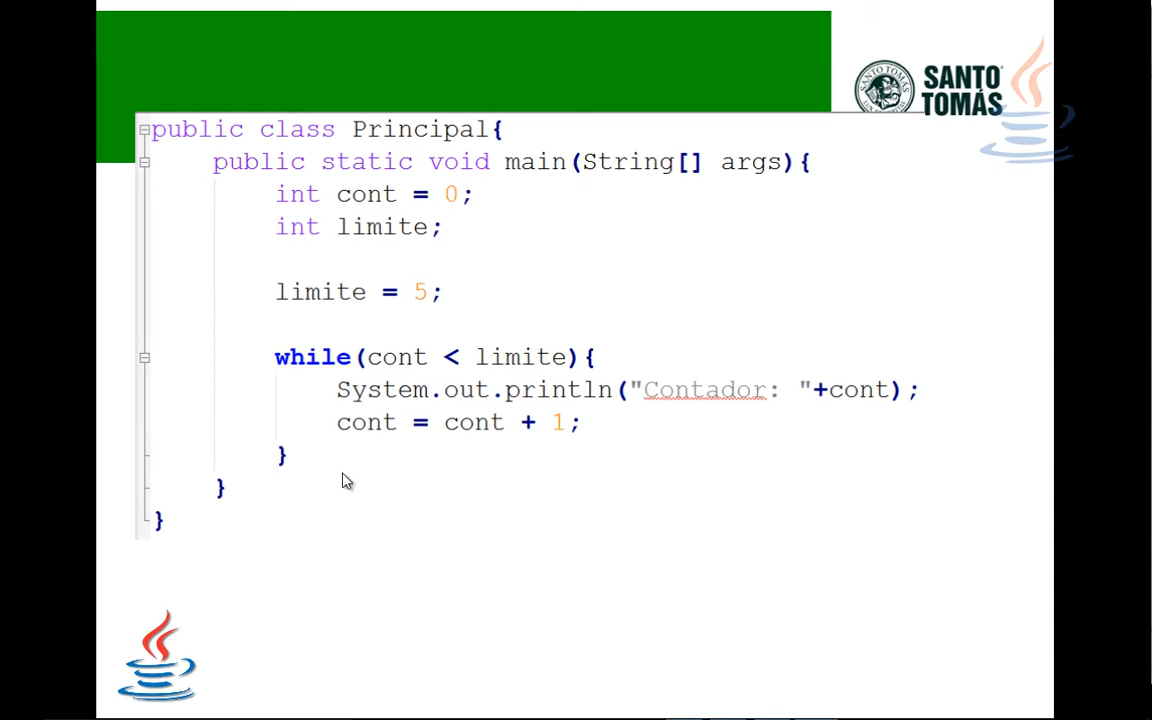 SANTO
TOMÁS
public class Principal{
public static void main(String[] args){
int cont = 0;
int limite;
limite = 5;
while(cont < limite){
System.out.println("Contador: "+cont);
cont = cont + 1;
}
}
}